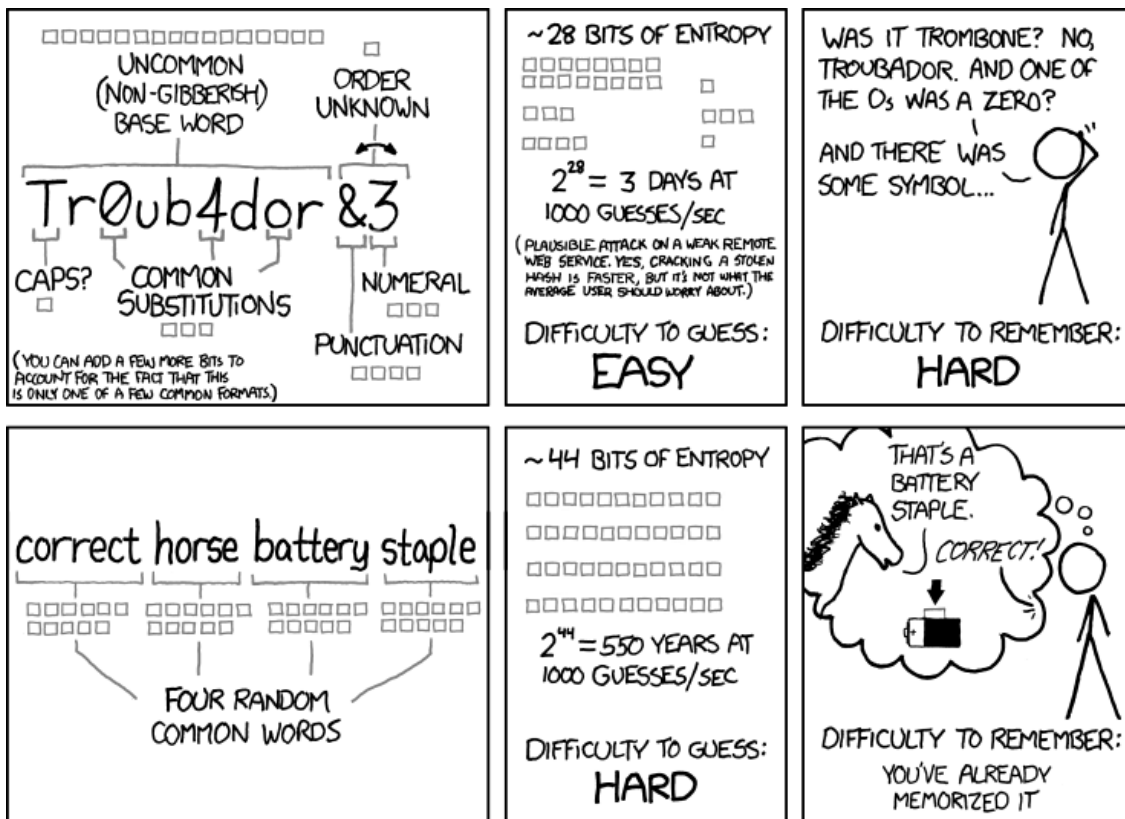 UNCOMMON
(NON-GIBBERISH)
BASE WORD
ORDER
UNKNOWN
Tr0ub4dor &3
CAPS?
COMMON
SUBSTITUTIONS
NUMERAL
PUNCTUATION
(YOU CAN ADD A FEW MORE BITS TO
ACCOUNT FOR THE FACT THAT THIS
IS ONLY ONE OF A FEW COMMON FORMATS.)
~28 BITS OF ENTROPY
2^28 = 3 DAYS AT
1000 GUESSES/SEC
(PLAUSIBLE ATTACK ON A WEAK REMOTE
WEB SERVICE. YES, CRACKING A STOLEN
HASH IS FASTER, BUT IT'S NOT WHAT THE
AVERAGE USER SHOULD WORRY ABOUT.)
DIFFICULTY TO GUESS:
EASY
WAS IT TROMBONE? NO,
TROUBADOR. AND ONE OF
THE Os WAS A ZERO?
AND THERE WAS
SOME SYMBOL...
DIFFICULTY TO REMEMBER:
HARD
correct horse battery staple
FOUR RANDOM
COMMON WORDS
~44 BITS OF ENTROPY
2^44 = 550 YEARS AT
1000 GUESSES/SEC
DIFFICULTY TO GUESS:
HARD
THAT'S A
BATTERY
STAPLE.
CORRECT!
+
DIFFICULTY TO REMEMBER:
YOU'VE ALREADY
MEMORIZED IT